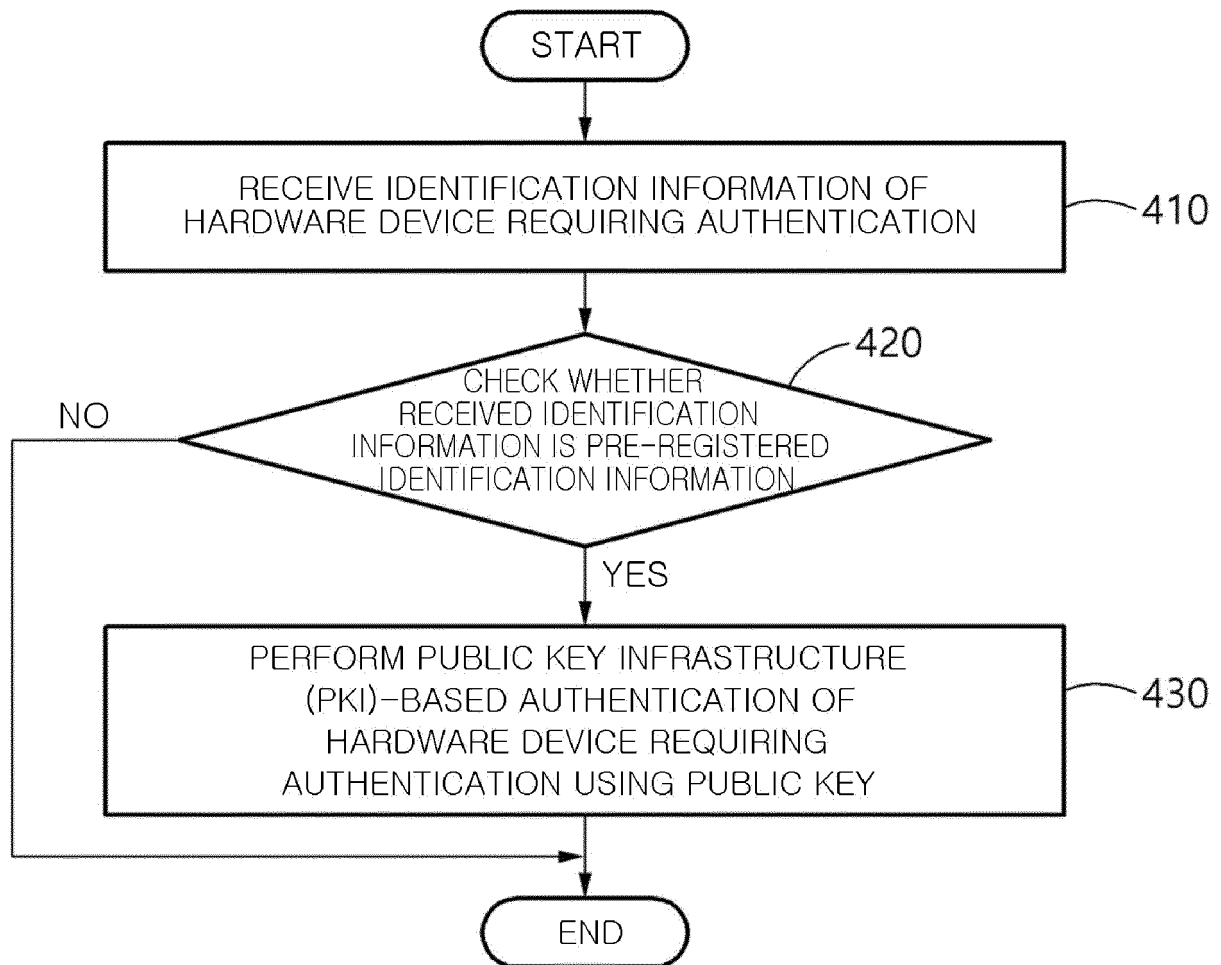 START
RECEIVE IDENTIFICATION INFORMATION OF
HARDWARE DEVICE REQUIRING AUTHENTICATION
410
420
CHECK WHETHER
RECEIVED IDENTIFICATION
INFORMATION IS PRE-REGISTERED
IDENTIFICATION INFORMATION
NO
YES
PERFORM PUBLIC KEY INFRASTRUCTURE
(PKI)-BASED AUTHENTICATION OF
HARDWARE DEVICE REQUIRING
AUTHENTICATION USING PUBLIC KEY
430
END